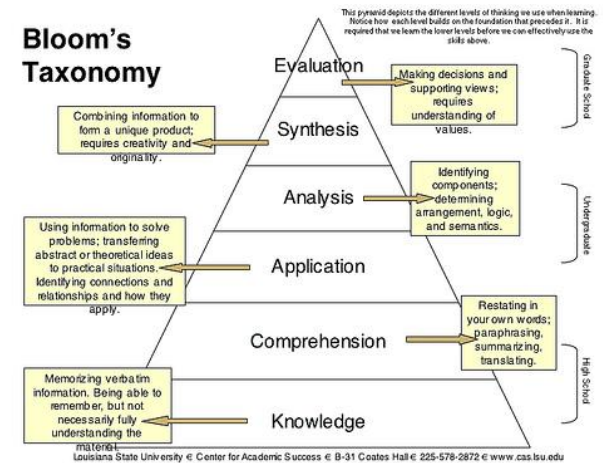 Bloom's
Taxonomy
This pyramid depicts the different levels of thinking we use when learning.
Notice how each level builds on the foundation that precedes it. It is
required that we learn the lower levels before we can effectively use the
skills above.
Evaluation
Making decisions and
supporting views;
requires
understanding of
values.
Graduate School
Combining information to
form a unique product;
requires creativity and
originality.
Synthesis
Analysis
Identifying
components;
determining
arrangement, logic,
and semantics.
Undergraduate
Using information to solve
problems; transferring
abstract or theoretical ideas
to practical situations.
Identifying connections and
relationships and how they
apply.
Application
Comprehension
Restating in
your own words;
paraphrasing,
summarizing,
translating.
High School
Memorizing verbatim
information. Being able to
remember, but not
necessarily fully
understanding the
material.
Knowledge
Louisiana State University € Center for Academic Success € B-31 Coates Hall € 225-578-2872 € www.cas.lsu.edu